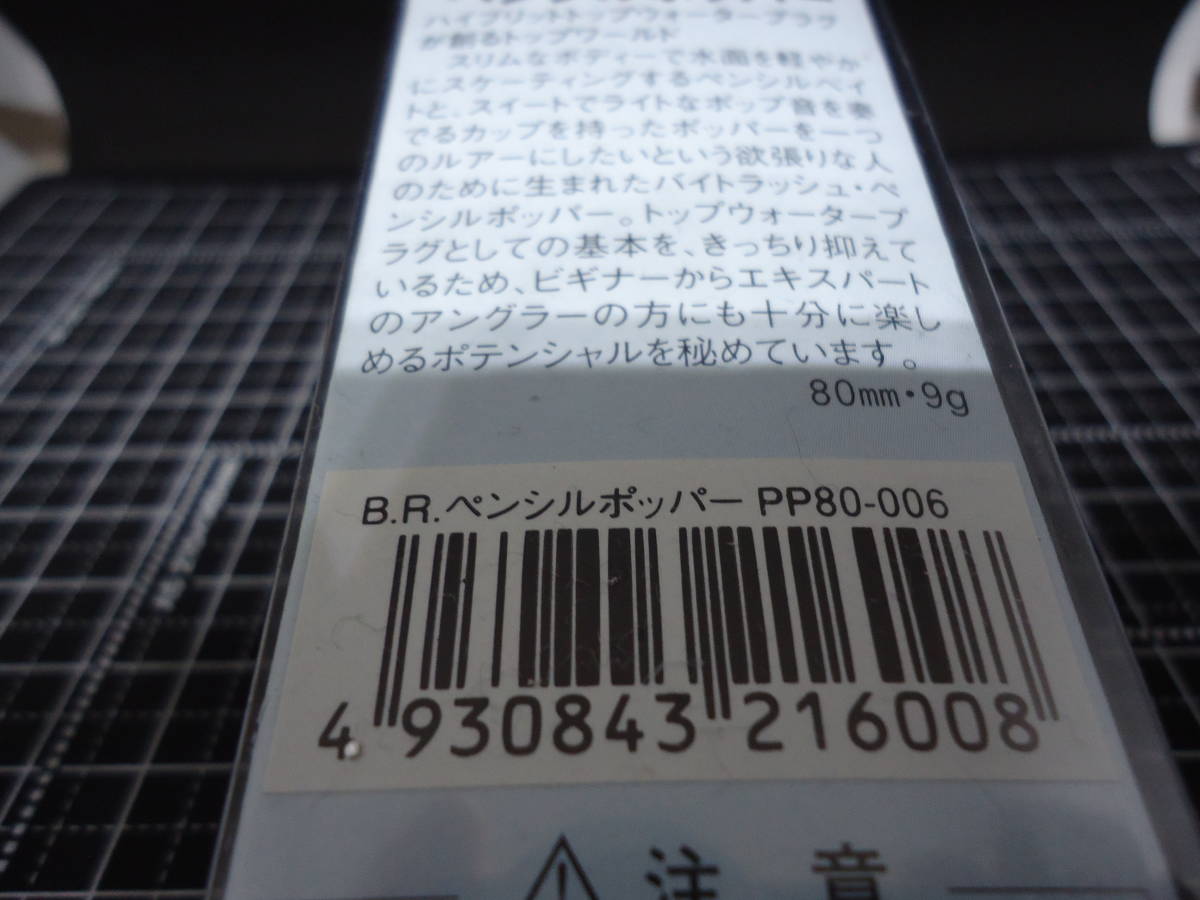 ハイブリットトップウォータープラグ
が創るトップワールド
スリムなボディーで水面を軽やか
にスケーティングするペンシルベイ
トと、スイートでライトなポップ音を奏
でるカップを持ったポッパーを一つ
のルアーにしたいという欲張りな人
のために生まれたバイトラッシュ・ペ
ンシルポッパー。トップウォータープ
ラグとしての基本を、きっちり抑えて
いるため、ビギナーからエキスパート
のアングラーの方にも十分に楽し
めるポテンシャルを秘めています。
80mm・9g
B.R.ペンシルポッパー PP80-006
4 930843 216008
注 意